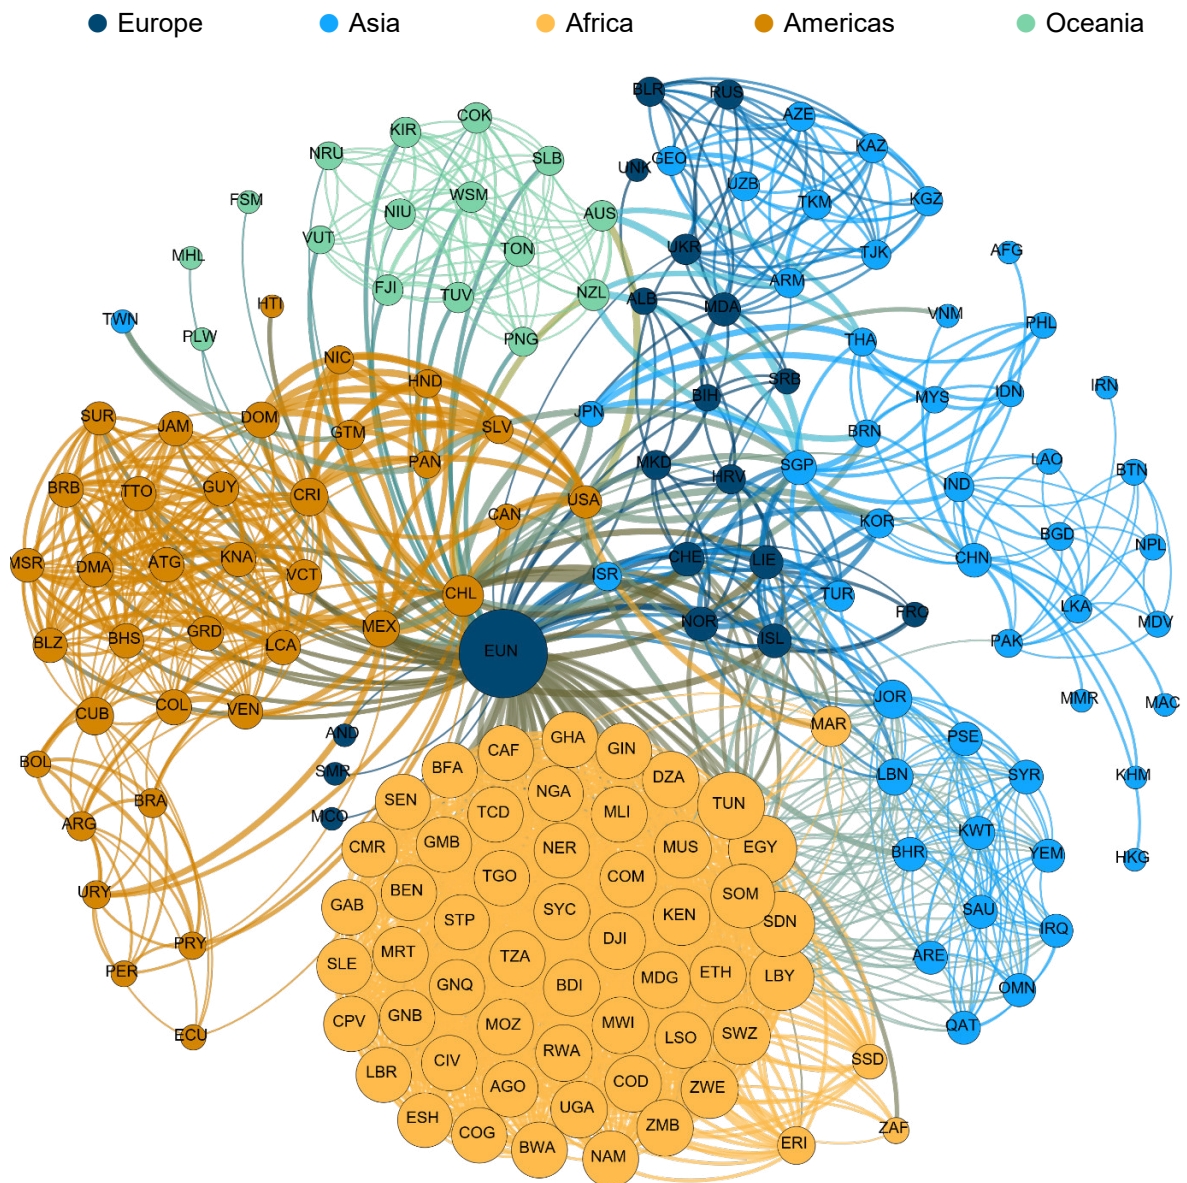 Europe
Asia
Africa
Americas
Oceania
BLR
RUS
AZE
COK
KIR
KAZ
NRU
SLB
GEO
UNK
UZB
WSM
FSM
TKM
KGZ
NIU
AUS
VUT
UKR
TON
TJK
AFG
MHL
ARM
FJI
TUV
NZL
ALB
MDA
HTI
TWN
PLW
PNG
VNM
PHL
THA
NIC
HND
SRB
IRN
BIH
MYS
IDN
SUR
JAM
DOM
GTM
SLV
JPN
BRN
PAN
MKD
HRV
SGP
LAO
BTN
BRB
TTO
GUY
CRI
IND
USA
CAN
KOR
BGD
NPL
MSR
DMA
ATG
KNA
VCT
CHL
ISR
CHE
LIE
CHN
TUR
LKA
FRO
MDV
BLZ
BHS
GRD
LCA
MEX
NOR
ISL
PAK
EUN
CUB
COL
VEN
JOR
MMR
MAC
AND
MAR
PSE
GHA
GIN
CAF
BOL
SMR
BFA
DZA
LBN
SYR
KHM
BRA
SEN
NGA
TUN
MCO
TCD
MLI
ARG
KWT
CMR
GMB
NER
MUS
EGY
BHR
YEM
HKG
TGO
COM
URY
BEN
SOM
GAB
STP
SYC
KEN
SDN
SAU
IRQ
PRY
DJI
MRT
TZA
ARE
PER
SLE
GNQ
BDI
MDG
ETH
LBY
OMN
CPV
GNB
MOZ
MWI
LSO
SWZ
QAT
ECU
RWA
CIV
SSD
LBR
AGO
COD
ZWE
UGA
ESH
COG
ZMB
ZAF
BWA
NAM
ERI